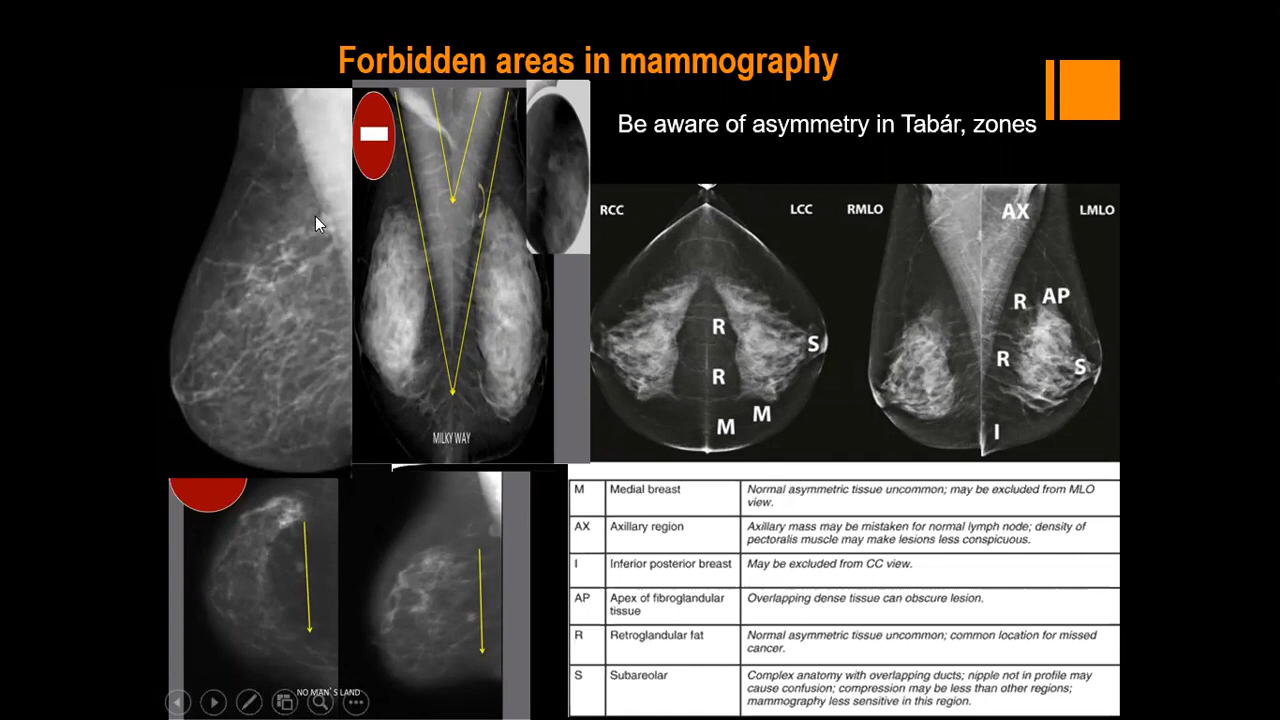 Forbidden areas in mammography
Be aware of asymmetry in Tabár, zones
MILKY WAY
RCC
LCC
RMLO
LMLO
AX
R
AP
R
S
R
R
S
M
M
I
NO MAN´S LAND
M Medial breast Normal asymmetric tissue uncommon; may be excluded from MLO
view.
AX Axillary region Axillary mass may be mistaken for normal lymph node; density of
pectoralis muscle may make lesions less conspicuous.
I Inferior posterior breast May be excluded from CC view.
AP Apex of fibroglandular Overlapping dense tissue can obscure lesion.
tissue
R Retroglandular fat Normal asymmetric tissue uncommon; common location for missed
cancer.
S Subareolar Complex anatomy with overlapping ducts; nipple not in profile may
cause confusion; compression may be less than other regions;
mammography less sensitive in this region.